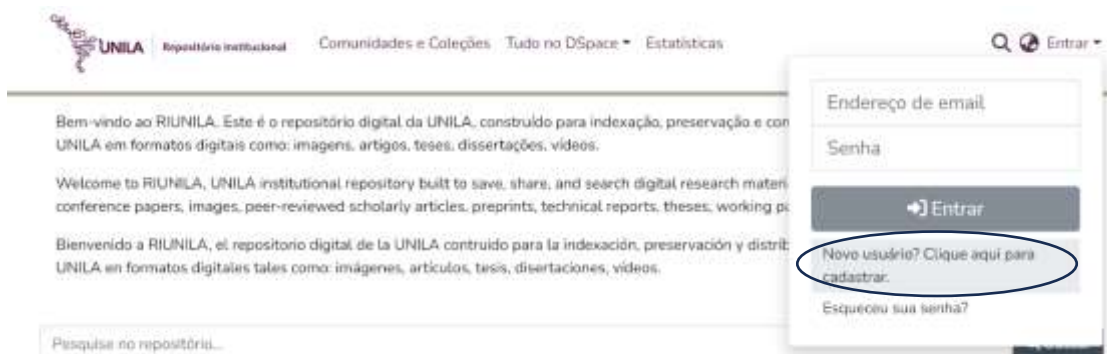 UNILA Repositório Institucional Comunidades e Coleções Tudo no DSpace Estatísticas Entrar
Endereço de email
Senha
Entrar
Novo usuário? Clique aqui para
cadastrar.
Esqueceu sua senha?
Bem-vindo ao RIUNILA. Este é o repositório digital da UNILA, construído para indexação, preservação e
UNILA em formatos digitais como: imagens, artigos, teses, dissertações, vídeos.
Welcome to RIUNILA, UNILA institutional repository built to save, share, and search digital research
conference papers, images, peer-reviewed scholarly articles, preprints, technical reports, theses, working
Bienvenido a RIUNILA, el repositorio digital de la UNILA contruido para la indexación, preservación y
UNILA en formatos digitales tales como: imágenes, artículos, tesis, disertaciones, vídeos.
Pesquise no repositório...